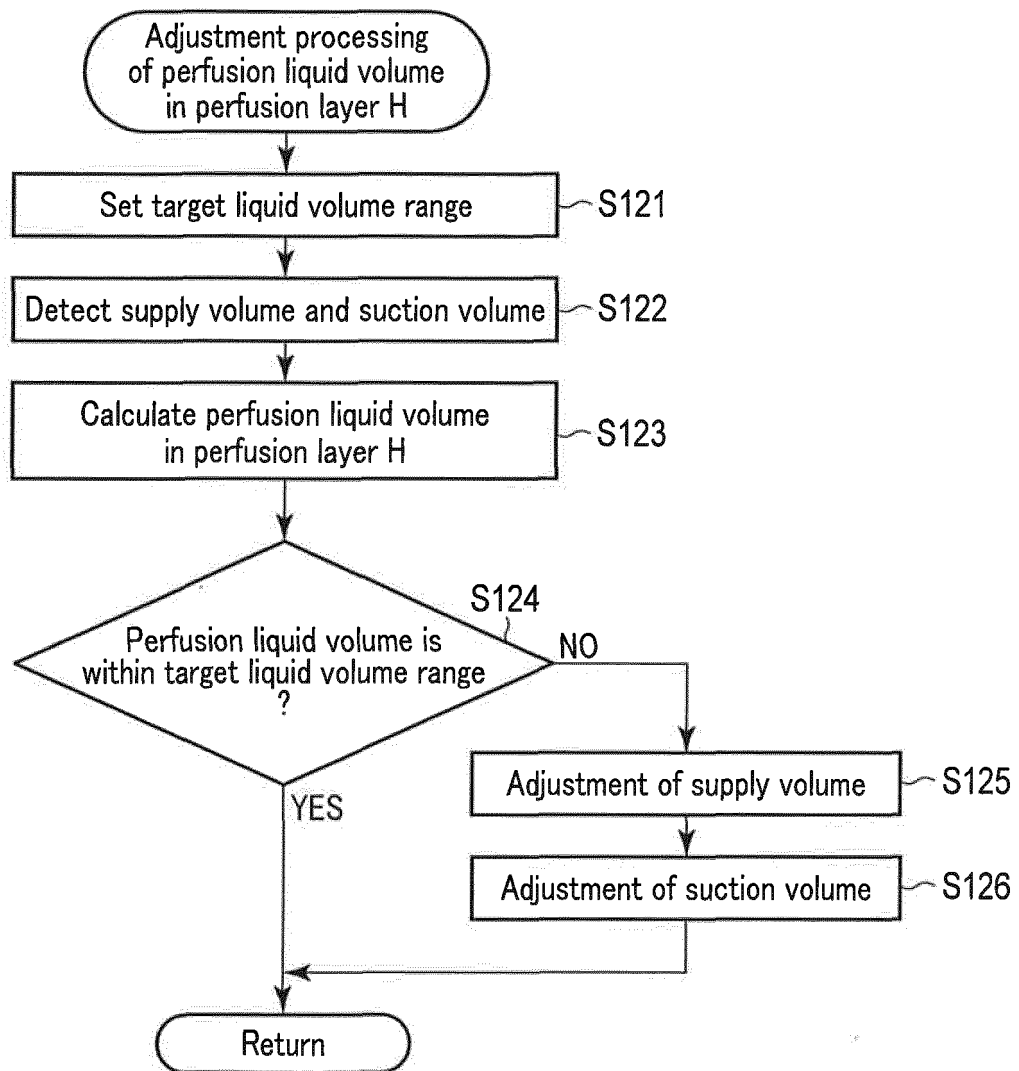 Adjustment processing
of perfusion liquid volume
in perfusion layer H
Set target liquid volume range
S121
Detect supply volume and suction volume
S122
Calculate perfusion liquid volume
in perfusion layer H
S123
S124
Perfusion liquid volume is
within target liquid volume range
?
NO
YES
Adjustment of supply volume
S125
Adjustment of suction volume
S126
Return